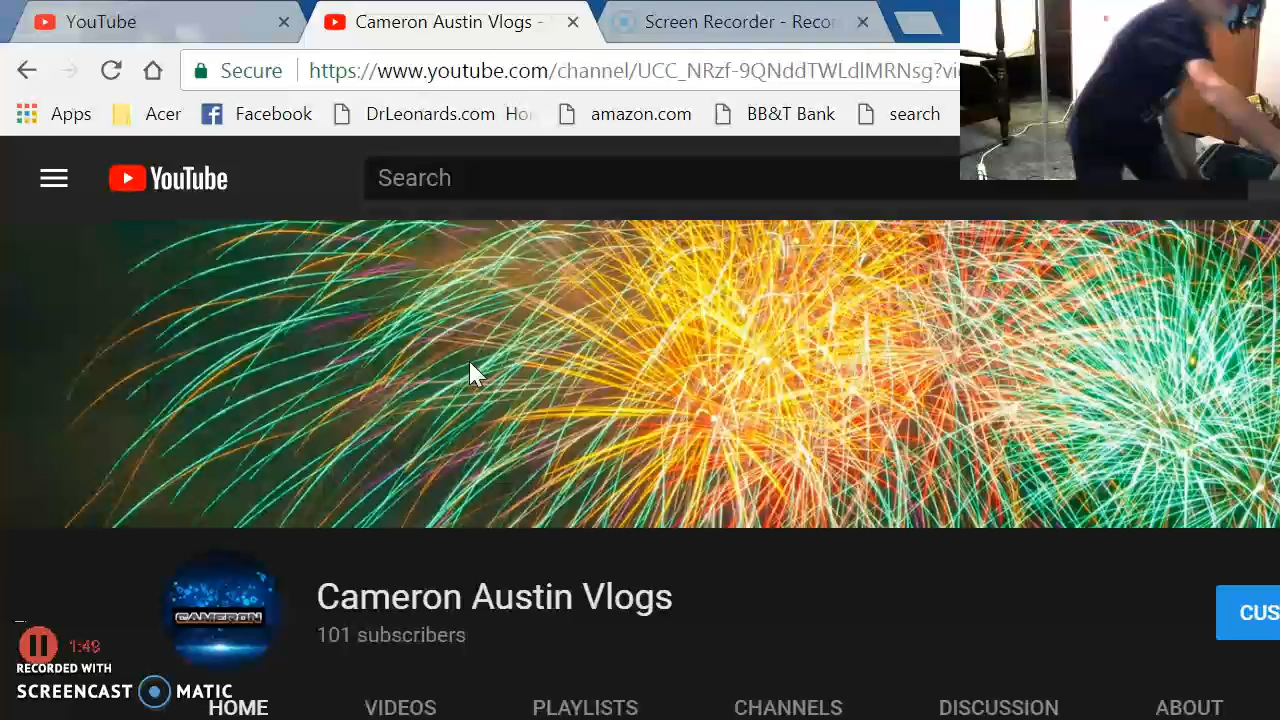 YouTube
Cameron Austin Vlogs -
Screen Recorder - Recor
Secure
https://www.youtube.com/channel/UCC_NRzf-9QNddTWLdlMRNsg?vi
Apps
Acer
Facebook
DrLeonards.com Ho
amazon.com
BB&T Bank
search
YouTube
Search
CAMERON
Cameron Austin Vlogs
101 subscribers
CUS
1:49
RECORDED WITH
SCREENCAST MATIC
HOME
VIDEOS
PLAYLISTS
CHANNELS
DISCUSSION
ABOUT